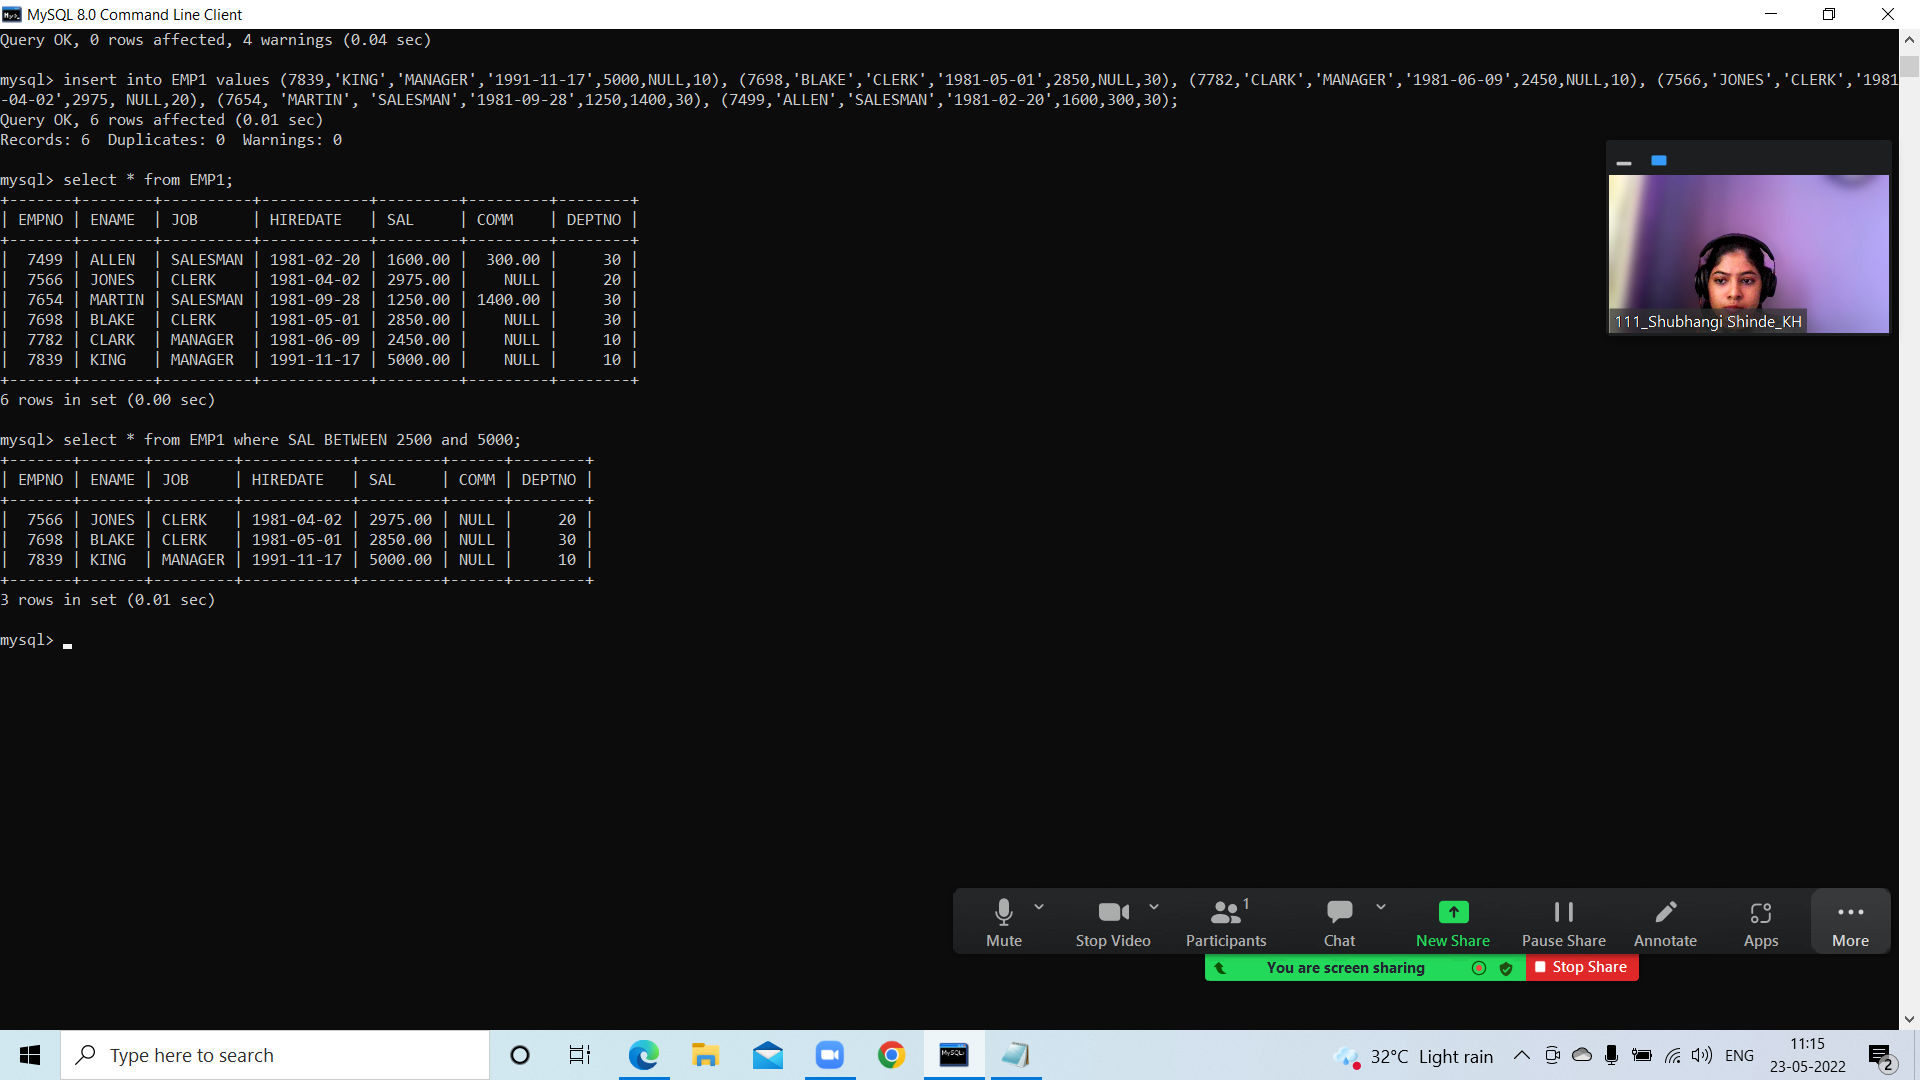 MySQL 8.0 Command Line Client
Query OK, 0 rows affected, 4 warnings (0.04 sec)
mysql> insert into EMP1 values (7839,'KING','MANAGER','1991-11-17',5000,NULL,10), (7698,'BLAKE','CLERK','1981-05-01',2850,NULL,30), (7782,'CLARK','MANAGER','1981-06-09',2450,NULL,10), (7566,'JONES','CLERK','1981
-04-02',2975, NULL,20), (7654, 'MARTIN', 'SALESMAN','1981-09-28',1250,1400,30), (7499,'ALLEN','SALESMAN','1981-02-20',1600,300,30);
Query OK, 6 rows affected (0.01 sec)
Records: 6  Duplicates: 0  Warnings: 0
mysql> select * from EMP1;
+-------+--------+----------+------------+---------+---------+--------+
| EMPNO | ENAME  | JOB      | HIREDATE   | SAL     | COMM    | DEPTNO |
+-------+--------+----------+------------+---------+---------+--------+
|  7499 | ALLEN  | SALESMAN | 1981-02-20 | 1600.00 |  300.00 |     30 |
|  7566 | JONES  | CLERK    | 1981-04-02 | 2975.00 |    NULL |     20 |
|  7654 | MARTIN | SALESMAN | 1981-09-28 | 1250.00 | 1400.00 |     30 |
|  7698 | BLAKE  | CLERK    | 1981-05-01 | 2850.00 |    NULL |     30 |
|  7782 | CLARK  | MANAGER  | 1981-06-09 | 2450.00 |    NULL |     10 |
|  7839 | KING   | MANAGER  | 1991-11-17 | 5000.00 |    NULL |     10 |
+-------+--------+----------+------------+---------+---------+--------+
6 rows in set (0.00 sec)
mysql> select * from EMP1 where SAL BETWEEN 2500 and 5000;
+-------+-------+---------+------------+---------+------+--------+
| EMPNO | ENAME | JOB     | HIREDATE   | SAL     | COMM | DEPTNO |
+-------+-------+---------+------------+---------+------+--------+
|  7566 | JONES | CLERK   | 1981-04-02 | 2975.00 | NULL |     20 |
|  7698 | BLAKE | CLERK   | 1981-05-01 | 2850.00 | NULL |     30 |
|  7839 | KING  | MANAGER | 1991-11-17 | 5000.00 | NULL |     10 |
+-------+-------+---------+------------+---------+------+--------+
3 rows in set (0.01 sec)
mysql>
111_Shubhangi Shinde_KH
1
Mute Stop Video Participants Chat New Share Pause Share Annotate Apps More
You are screen sharing Stop Share
Type here to search
32°C Light rain
ENG
11:15
23-05-2022
2